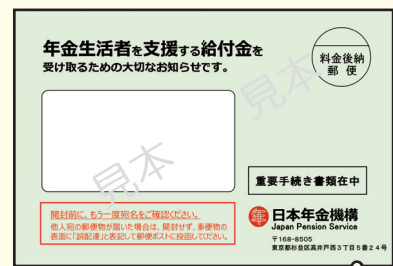 年金生活者を支援する給付金を
受け取るための大切なお知らせです。
料金後納
郵便
見本
見本
重要手続き書類在中
開封前に、もう一度宛名をご確認ください。
他人宛の郵便物が届いた場合は、開封せず、郵便物の
表面に「誤配達」と表記して郵便ポストに投函してください。
日本年金機構
Japan Pension Service
〒168-8505
東京都杉並区高井戸西3丁目5番24号